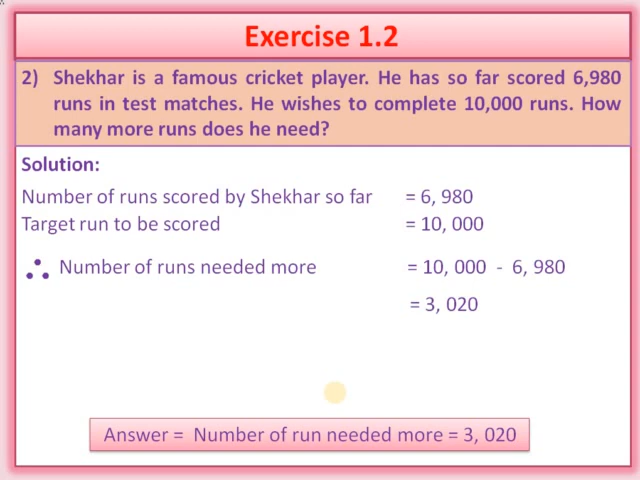 Exercise 1.2
2) Shekhar is a famous cricket player. He has so far scored 6,980
runs in test matches. He wishes to complete 10,000 runs. How
many more runs does he need?
Solution:
Number of runs scored by Shekhar so far = 6, 980
Target run to be scored = 10, 000
∴ Number of runs needed more = 10, 000 - 6, 980
= 3, 020
Answer = Number of run needed more = 3, 020